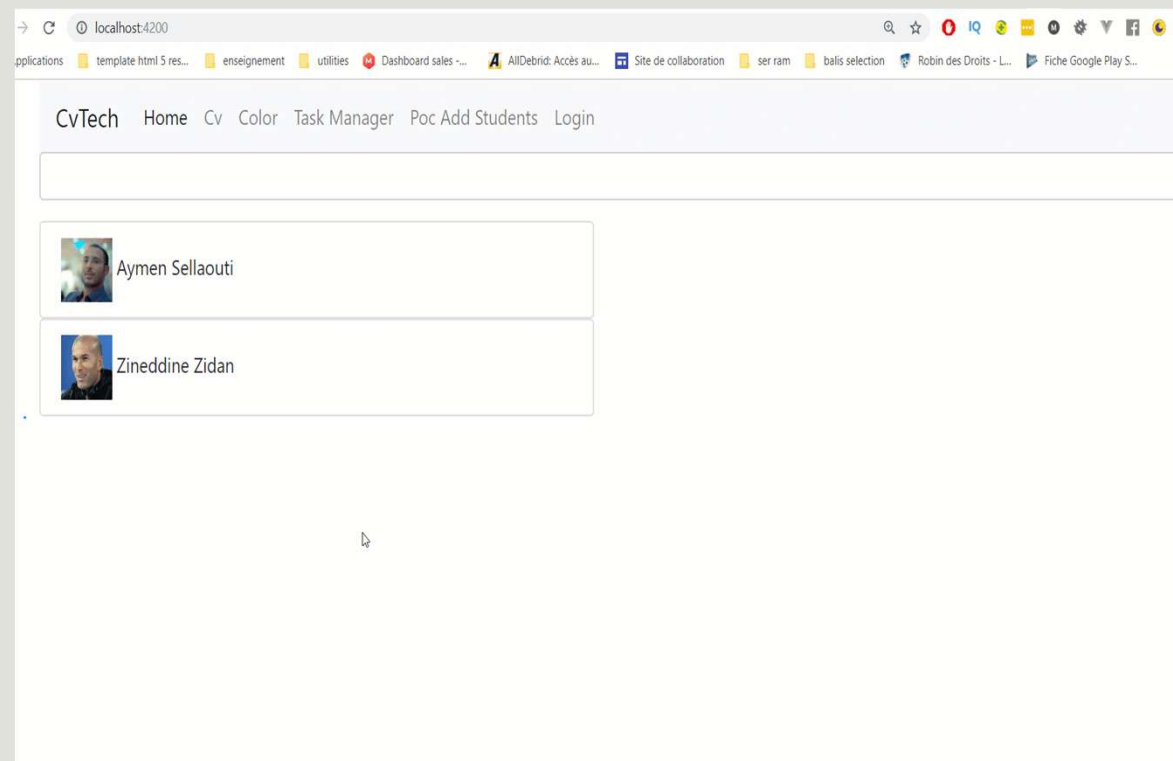 localhost:4200
IQ
pplications template html 5 res... enseignement utilities Dashboard sales -... AllDebrid: Accès au... Site de collaboration ser ram balis selection Robin des Droits - L... Fiche Google Play S...
CvTech Home Cv Color Task Manager Poc Add Students Login
Aymen Sellaouti
Zineddine Zidan